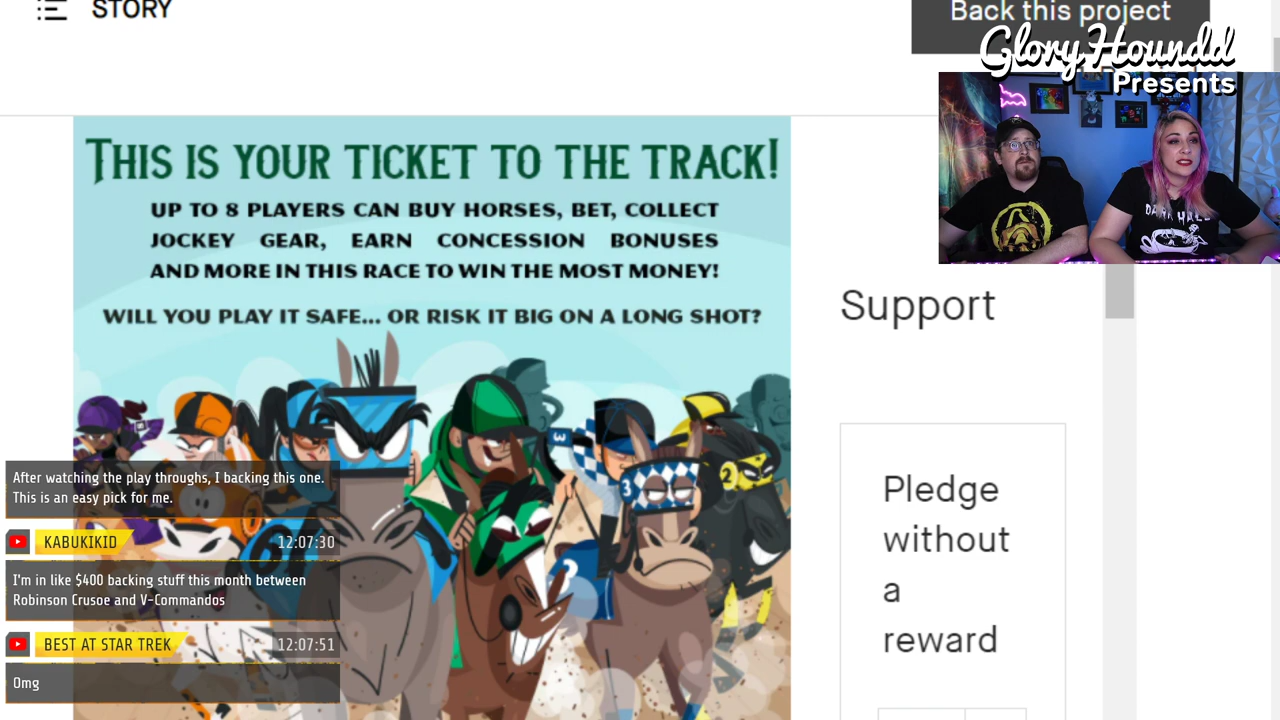 STORY
Back this project
GloryHoundd
Presents
THIS IS YOUR TICKET TO THE TRACK!
UP TO 8 PLAYERS CAN BUY HORSES, BET, COLLECT
JOCKEY GEAR, EARN CONCESSION BONUSES
AND MORE IN THIS RACE TO WIN THE MOST MONEY!
WILL YOU PLAY IT SAFE... OR RISK IT BIG ON A LONG SHOT?
Support
Pledge
without
a
reward
3
2
3
After watching the play throughs, I backing this one.
This is an easy pick for me.
KABUKIKID 12:07:30
I'm in like $400 backing stuff this month between
Robinson Crusoe and V-Commandos
BEST AT STAR TREK 12:07:51
Omg